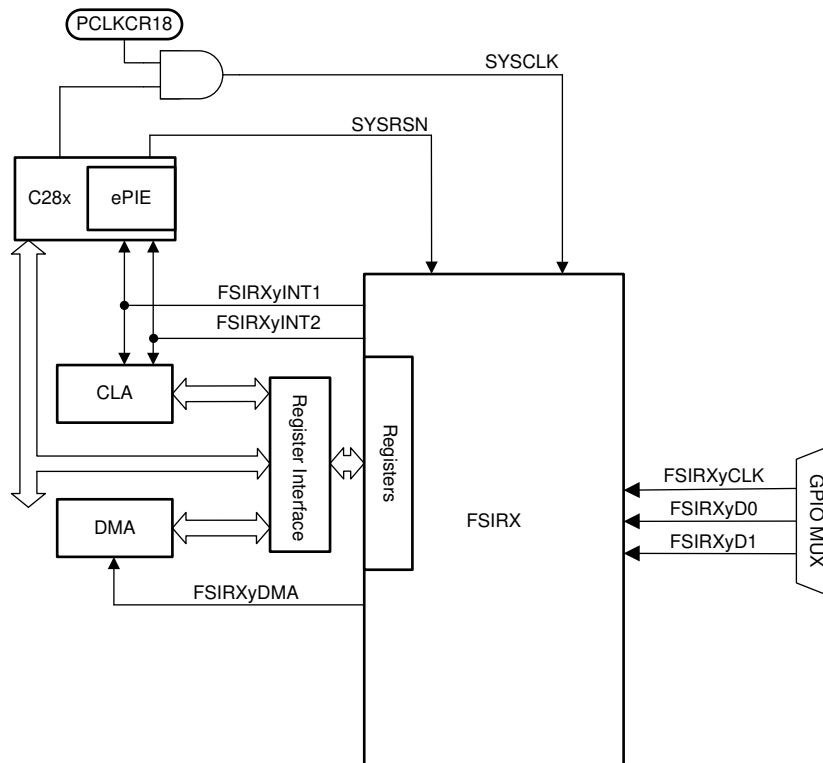 PCLKCR18
SYSCLK
SYSRSN
C28x
ePIE
FSIRXyINT1
FSIRXyINT2
CLA
Register Interface
Registers
FSIRX
FSIRXyCLK
FSIRXyD0
FSIRXyD1
GPIO MUX
DMA
FSIRXyDMA